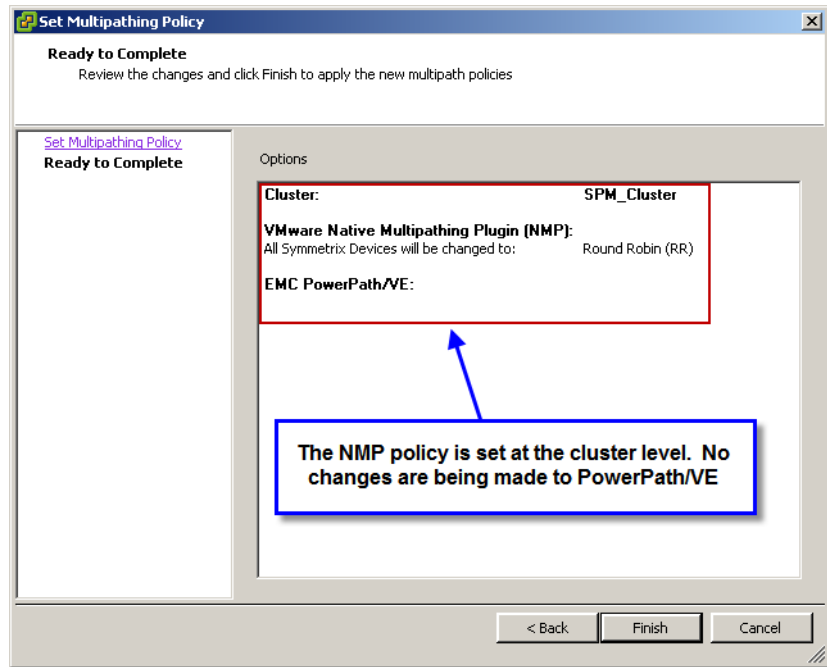 Set Multipathing Policy
Ready to Complete
Review the changes and click Finish to apply the new multipath policies
Set Multipathing Policy
Ready to Complete
Options
Cluster: SPM_Cluster
VMware Native Multipathing Plugin (NMP):
All Symmetrix Devices will be changed to: Round Robin (RR)
EMC PowerPath/VE:
The NMP policy is set at the cluster level. No
changes are being made to PowerPath/VE
< Back Finish Cancel